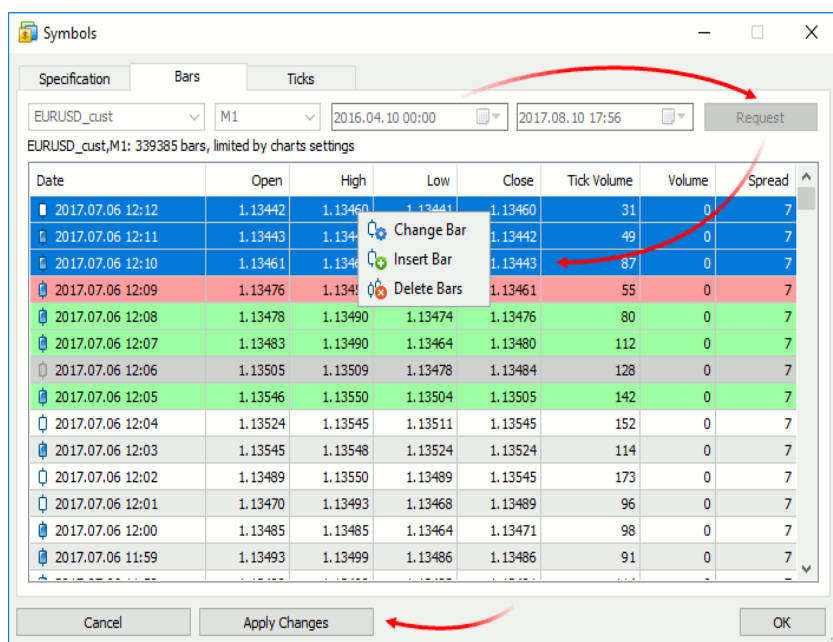 Symbols
Specification Bars Ticks
EURUSD_cust M1 2016.04.10 00:00 2017.08.10 17:56 Request
EURUSD_cust,M1: 339385 bars, limited by charts settings
Date Open High Low Close Tick Volume Volume Spread
2017.07.06 12:12 1.13442 1.13460 1.13441 1.13460 31 0 7
2017.07.06 12:11 1.13443 1.1344 1.13442 49 0 7
Change Bar
2017.07.06 12:10 1.13461 1.1346 1.13443 87 0 7
Insert Bar
2017.07.06 12:09 1.13476 1.1345 1.13461 55 0 7
Delete Bars
2017.07.06 12:08 1.13478 1.13490 1.13474 1.13476 80 0 7
2017.07.06 12:07 1.13483 1.13490 1.13464 1.13480 112 0 7
2017.07.06 12:06 1.13505 1.13509 1.13478 1.13484 128 0 7
2017.07.06 12:05 1.13546 1.13550 1.13504 1.13505 142 0 7
2017.07.06 12:04 1.13524 1.13545 1.13511 1.13545 152 0 7
2017.07.06 12:03 1.13545 1.13548 1.13524 1.13524 114 0 7
2017.07.06 12:02 1.13489 1.13550 1.13489 1.13545 173 0 7
2017.07.06 12:01 1.13470 1.13493 1.13468 1.13489 96 0 7
2017.07.06 12:00 1.13485 1.13485 1.13464 1.13471 98 0 7
2017.07.06 11:59 1.13493 1.13499 1.13486 1.13486 91 0 7
Cancel Apply Changes OK